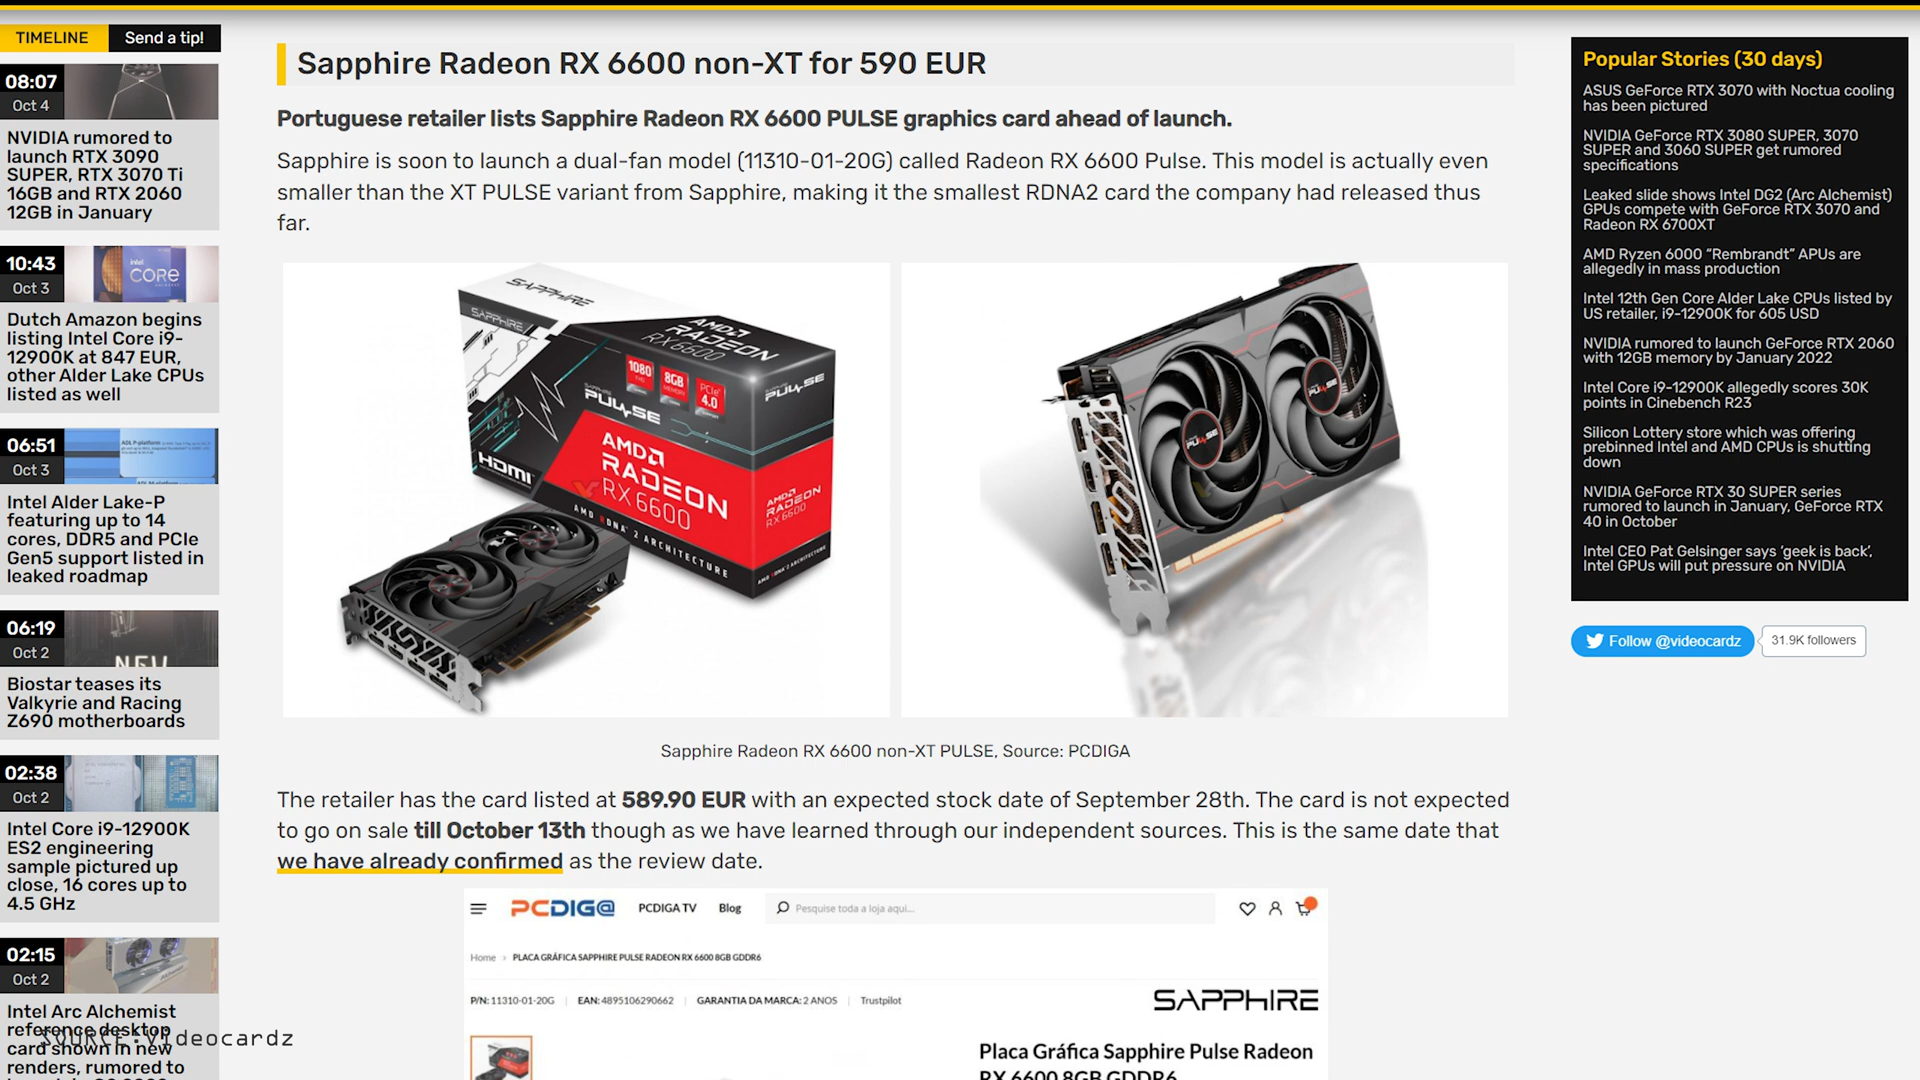 TIMELINE
Send a tip!
08:07
Oct 4
NVIDIA rumored to
launch RTX 3090
SUPER, RTX 3070 Ti
16GB and RTX 2060
12GB in January
10:43
Oct 3
intel
CORE
Dutch Amazon begins
listing Intel Core i9-
12900K at 847 EUR,
other Alder Lake CPUs
listed as well
06:51
Oct 3
ADL P-platform
Intel Alder Lake-P
featuring up to 14
cores, DDR5 and PCIe
Gen5 support listed in
leaked roadmap
06:19
Oct 2
NEW
Biostar teases its
Valkyrie and Racing
Z690 motherboards
02:38
Oct 2
Intel Core i9-12900K
ES2 engineering
sample pictured up
close, 16 cores up to
4.5 GHz
02:15
Oct 2
Intel Arc Alchemist
reference desktop
card shown in new
renders, rumored to
SOURCE: Videocardz
Sapphire Radeon RX 6600 non-XT for 590 EUR
Portuguese retailer lists Sapphire Radeon RX 6600 PULSE graphics card ahead of launch.
Sapphire is soon to launch a dual-fan model (11310-01-20G) called Radeon RX 6600 Pulse. This model is actually even
smaller than the XT PULSE variant from Sapphire, making it the smallest RDNA2 card the company had released thus
far.
SAPPHIRE
SAPPHIRE
AMD
RADEON
RX 6600
1080
FHD
8GB
MEMORY
PCIe
4.0
SAPPHIRE
PULSE
SAPPHIRE
PULSE
HDMI
AMD
RADEON
RX 6600
AMD RDNA 2 ARCHITECTURE
AMD
RADEON
RX 6600
AMD RDNA 2 ARCHITECTURE
PULSE
PULSE
Sapphire Radeon RX 6600 non-XT PULSE, Source: PCDIGA
The retailer has the card listed at 589.90 EUR with an expected stock date of September 28th. The card is not expected
to go on sale till October 13th though as we have learned through our independent sources. This is the same date that
we have already confirmed as the review date.
PCDIG@
PCDIGA TV
Blog
Pesquise toda a loja aqui...
Home > PLACA GRÁFICA SAPPHIRE PULSE RADEON RX 6600 8GB GDDR6
P/N: 11310-01-20G | EAN: 4895106290662 | GARANTIA DA MARCA: 2 ANOS | Trustpilot
SAPPHIRE
Placa Gráfica Sapphire Pulse Radeon
RX 6600 8GB GDDR6
Popular Stories (30 days)
ASUS GeForce RTX 3070 with Noctua cooling
has been pictured
NVIDIA GeForce RTX 3080 SUPER, 3070
SUPER and 3060 SUPER get rumored
specifications
Leaked slide shows Intel DG2 (Arc Alchemist)
GPUs compete with GeForce RTX 3070 and
Radeon RX 6700XT
AMD Ryzen 6000 “Rembrandt” APUs are
allegedly in mass production
Intel 12th Gen Core Alder Lake CPUs listed by
US retailer, i9-12900K for 605 USD
NVIDIA rumored to launch GeForce RTX 2060
with 12GB memory by January 2022
Intel Core i9-12900K allegedly scores 30K
points in Cinebench R23
Silicon Lottery store which was offering
prebinned Intel and AMD CPUs is shutting
down
NVIDIA GeForce RTX 30 SUPER series
rumored to launch in January, GeForce RTX
40 in October
Intel CEO Pat Gelsinger says ‘geek is back’,
Intel GPUs will put pressure on NVIDIA
Follow @videocardz
31.9K followers